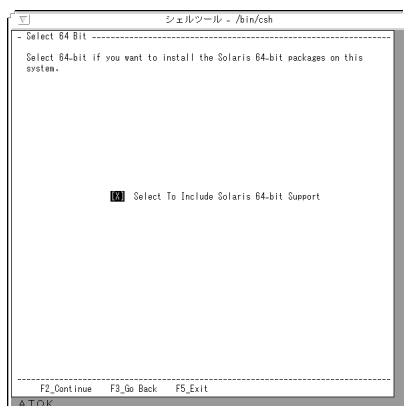 シェルツール - /bin/csh
- Select 64 Bit --------------------------------------------------------------
Select 64-bit if you want to install the Solaris 64-bit packages on this
system.
[X] Select To Include Solaris 64-bit Support
--------------------------------------------------------------------------------
F2_Continue F3_Go Back F5_Exit
ATOK